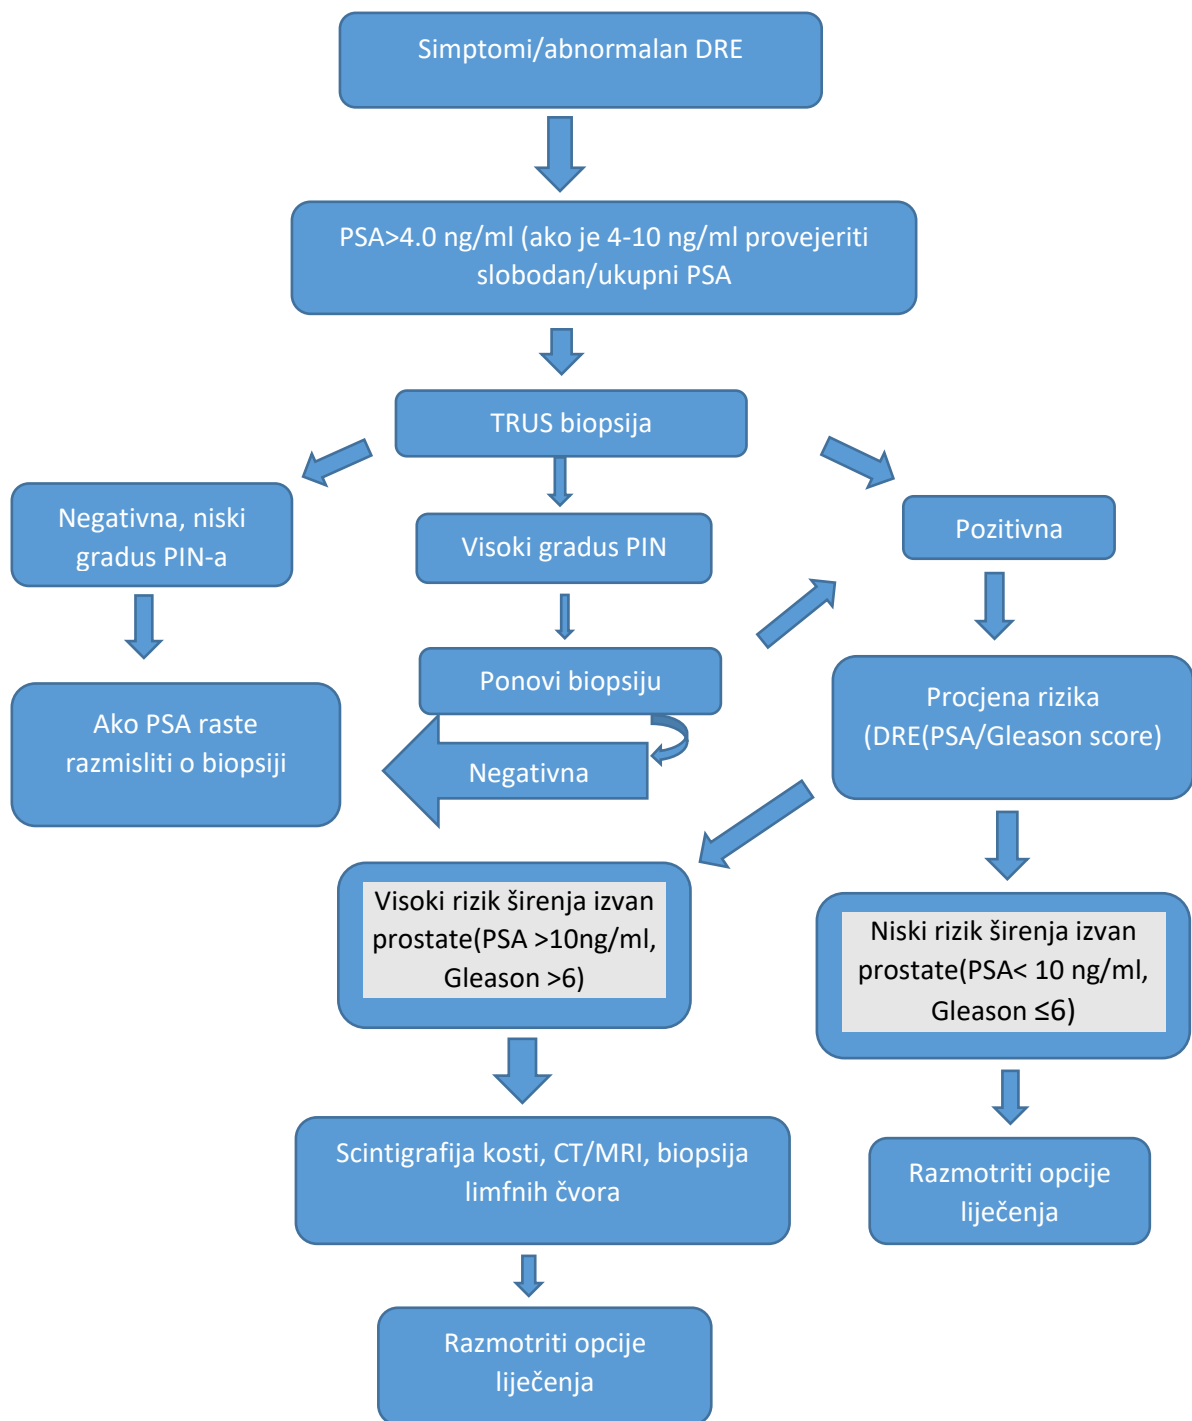 Simptomi/abnormalan DRE
PSA>4.0 ng/ml (ako je 4-10 ng/ml provejeriti
slobodan/ukupni PSA
TRUS biopsija
Negativna, niski
gradus PIN-a
Visoki gradus PIN
Pozitivna
Ponovi biopsiju
Ako PSA raste
razmisliti o biopsiji
Negativna
Procjena rizika
(DRE(PSA/Gleason score)
Visoki rizik širenja izvan
prostate(PSA >10ng/ml,
Gleason >6)
Niski rizik širenja izvan
prostate(PSA< 10 ng/ml,
Gleason ≤6)
Scintigrafija kosti, CT/MRI, biopsija
limfnih čvora
Razmotriti opcije
liječenja
Razmotriti opcije
liječenja